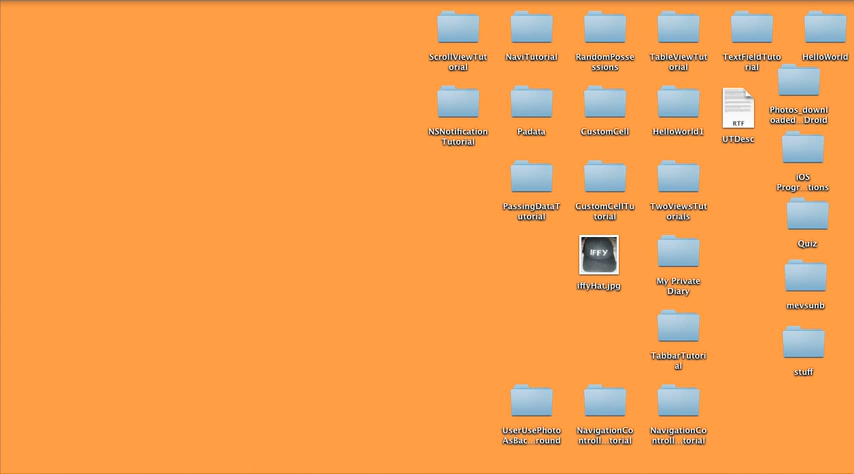 ScrollViewTut
orial
NaviTutorial
RandomPosse
ssions
TableViewTut
orial
TextFieldTuto
rial
HelloWorld
Photos_downl
oaded ...Droid
NSNotification
Tutorial
Padata
CustomCell
HelloWorld1
RTF
UTDesc
iOS
Progr...tions
PassingDataT
utorial
CustomCellTu
torial
TwoViewsTut
orials
Quiz
IFFY
iffyHat.jpg
My Private
Diary
mevsunb
TabbarTutori
al
stuff
UserUsePhoto
AsBac...round
NavigationCo
ntroll...torial
NavigationCo
ntroll...torial